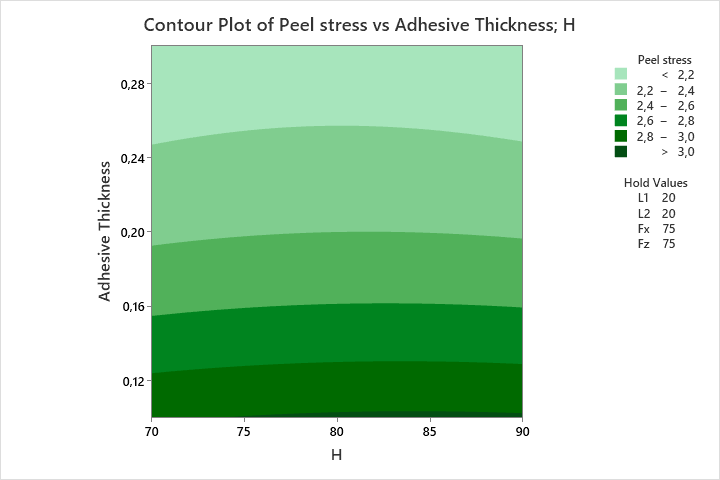 Contour Plot of Peel stress vs Adhesive Thickness; H
Adhesive Thickness
0,28
0,24
0,20
0,16
0,12
70 75 80 85 90
H
Peel stress
< 2,2
2,2 – 2,4
2,4 – 2,6
2,6 – 2,8
2,8 – 3,0
> 3,0
Hold Values
L1 20
L2 20
Fx 75
Fz 75